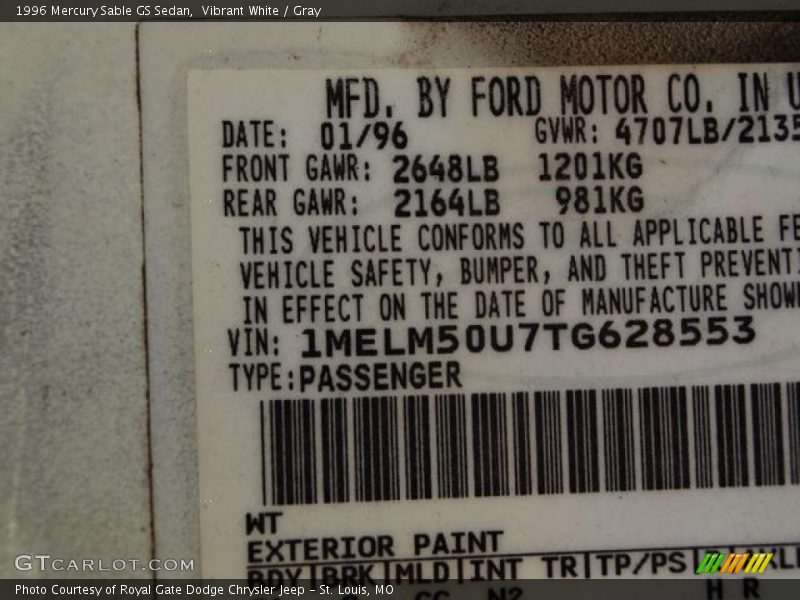 1996 Mercury Sable GS Sedan, Vibrant White / Gray
MFD. BY FORD MOTOR CO. IN U
DATE: 01/96 GVWR: 4707LB/2135
FRONT GAWR: 2648LB 1201KG
REAR GAWR: 2164LB 981KG
THIS VEHICLE CONFORMS TO ALL APPLICABLE FE
VEHICLE SAFETY, BUMPER, AND THEFT PREVENTI
IN EFFECT ON THE DATE OF MANUFACTURE SHOWN
VIN: 1MELM50U7TG628553
TYPE: PASSENGER
WT
EXTERIOR PAINT
BDY BRK MLD INT TR TP/PS
H R
GTCarlot.com
Photo Courtesy of Royal Gate Dodge Chrysler Jeep - St. Louis, MO